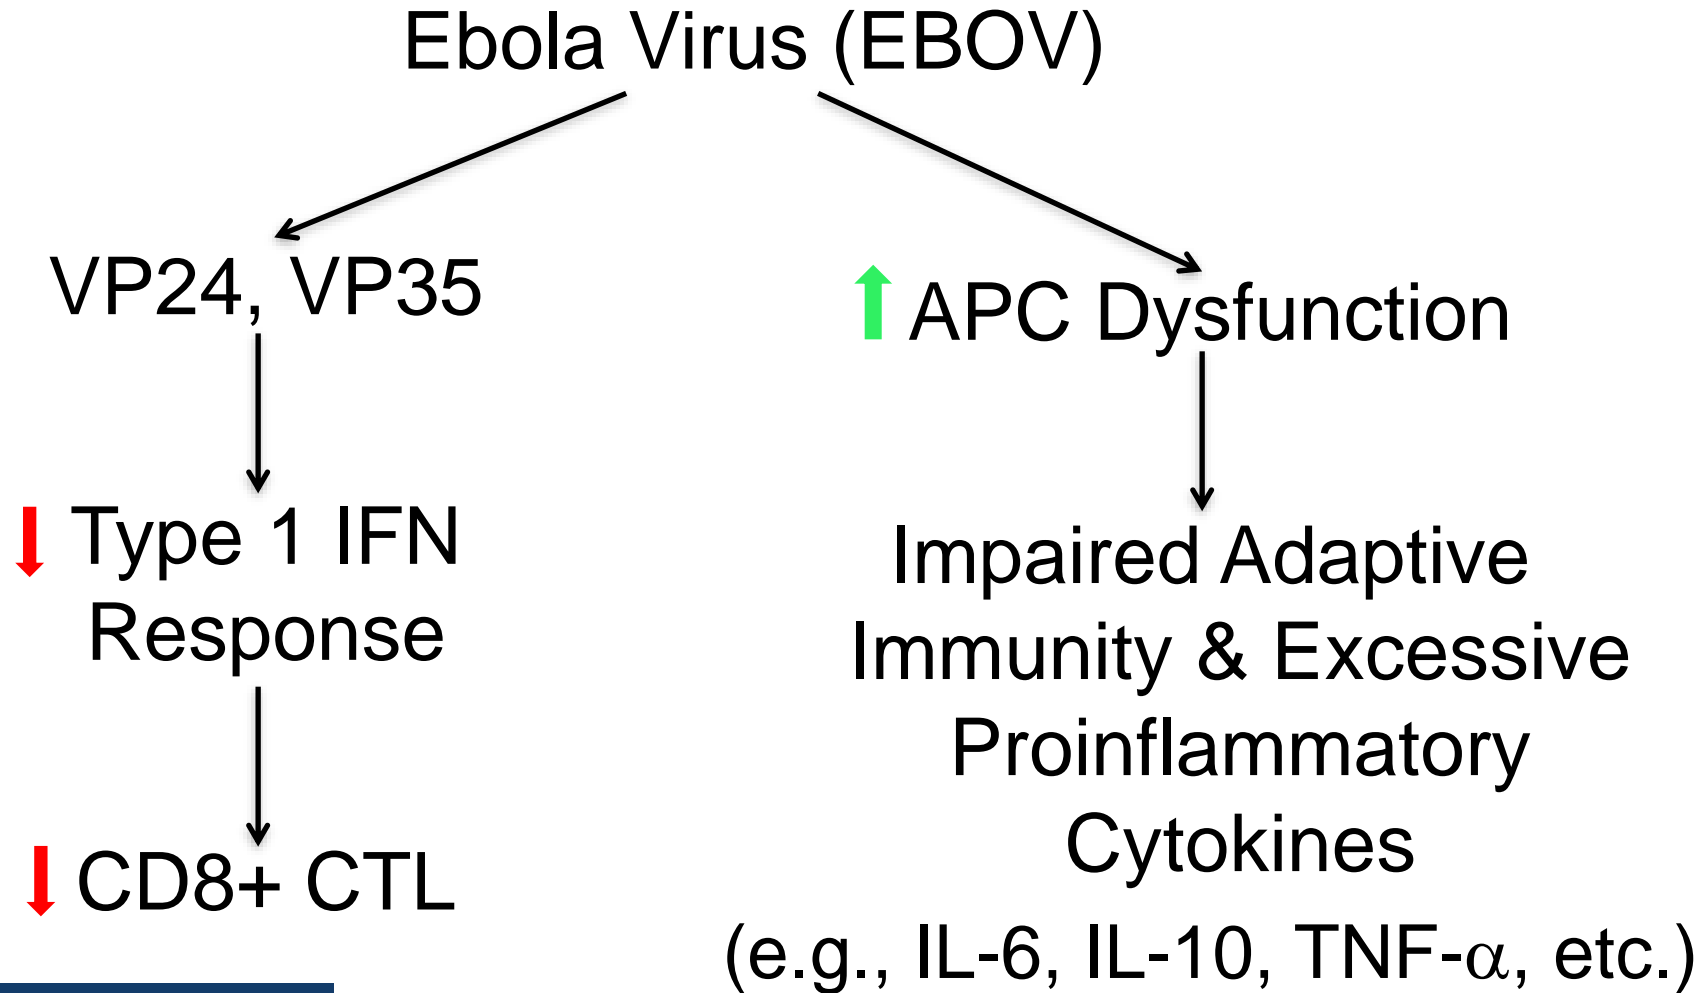 Ebola Virus (EBOV)
VP24, VP35
Type 1 IFN
Response
CD8+ CTL
APC Dysfunction
Impaired Adaptive
Immunity & Excessive
Proinflammatory
Cytokines
(e.g., IL-6, IL-10, TNF-α, etc.)